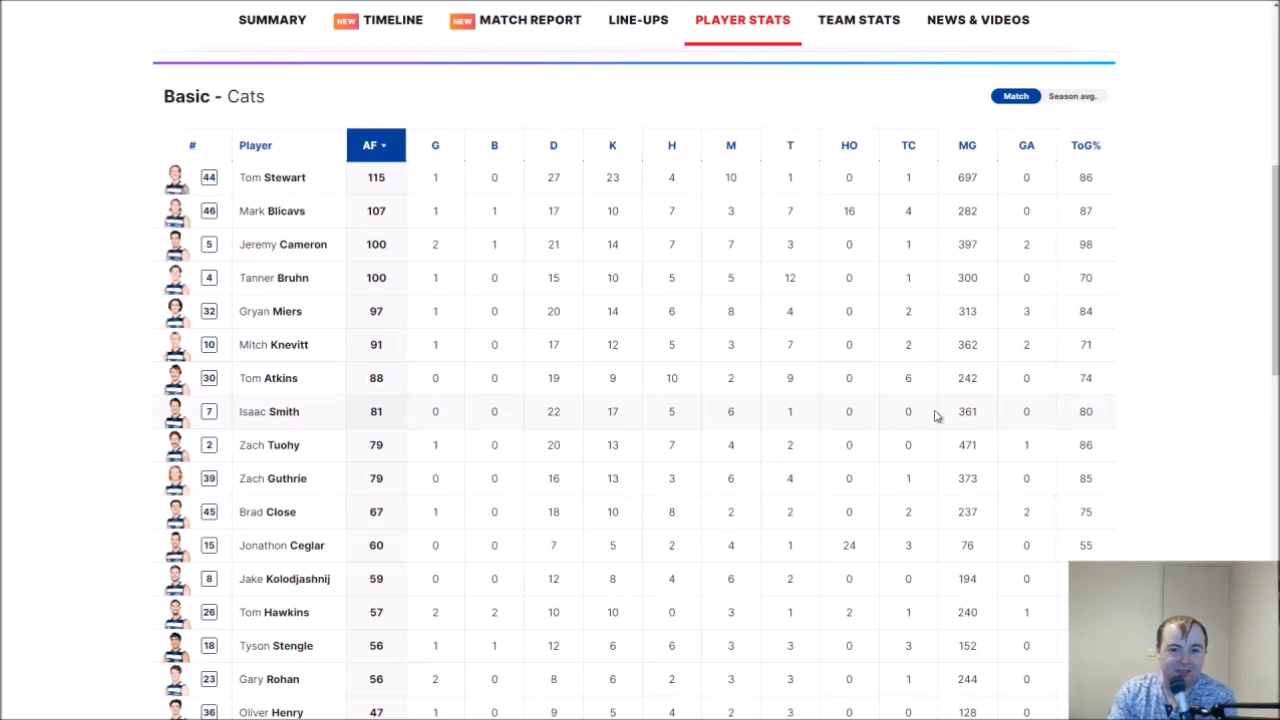 SUMMARY NEW TIMELINE NEW MATCH REPORT LINE-UPS PLAYER STATS TEAM STATS NEWS & VIDEOS
Basic - Cats Match Season avg.
# Player AF G B D K H M T HO TC MG GA ToG%
44 Tom Stewart 115 1 0 27 23 4 10 1 0 1 697 0 86
46 Mark Blicavs 107 1 1 17 10 7 3 7 16 4 282 0 87
5 Jeremy Cameron 100 2 1 21 14 7 7 3 0 1 397 2 98
4 Tanner Bruhn 100 1 0 15 10 5 5 12 0 1 300 0 70
32 Gryan Miers 97 1 0 20 14 6 8 4 0 2 313 3 84
10 Mitch Knevitt 91 1 0 17 12 5 3 7 0 2 362 2 71
30 Tom Atkins 88 0 0 19 9 10 2 9 0 6 242 0 74
7 Isaac Smith 81 0 0 22 17 5 6 1 0 0 361 0 80
2 Zach Tuohy 79 1 0 20 13 7 4 2 0 1 471 1 86
39 Zach Guthrie 79 0 0 16 13 3 6 4 0 1 373 0 85
45 Brad Close 67 1 0 18 10 8 2 2 0 2 237 2 75
15 Jonathon Ceglar 60 0 0 7 5 2 4 1 24 3 76 0 55
8 Jake Kolodjashnij 59 0 0 12 8 4 6 2 0 0 194 0
26 Tom Hawkins 57 2 2 10 10 0 3 1 2 1 240 1
18 Tyson Stengle 56 1 1 12 6 6 3 3 0 3 152 0
23 Gary Rohan 56 2 0 8 6 2 3 3 0 1 244 0
36 Oliver Henry 47 1 0 9 5 4 2 3 0 1 128 0